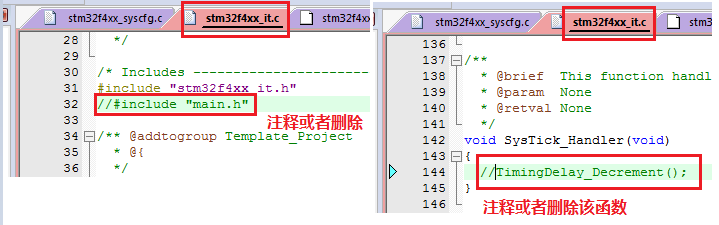 stm32f4xx_syscfg.c
stm32f4xx_it.c
stm32f4x
28 */
29
30
31 /* Includes ----------------------
31 #include "stm32f4xx_it.h"
32 //#include "main.h"
33
注释或者删除
34 /** @addtogroup Template_Project
35 * @{
36 */
stm32f4xx_syscfg.c
stm32f4xx_it.c
stm3
136
137 /**
138 * @brief This function handl
139 * @param None
140 * @retval None
141 */
142 void SysTick_Handler(void)
143 {
144 //TimingDelay_Decrement();
145 }
146
注释或者删除该函数